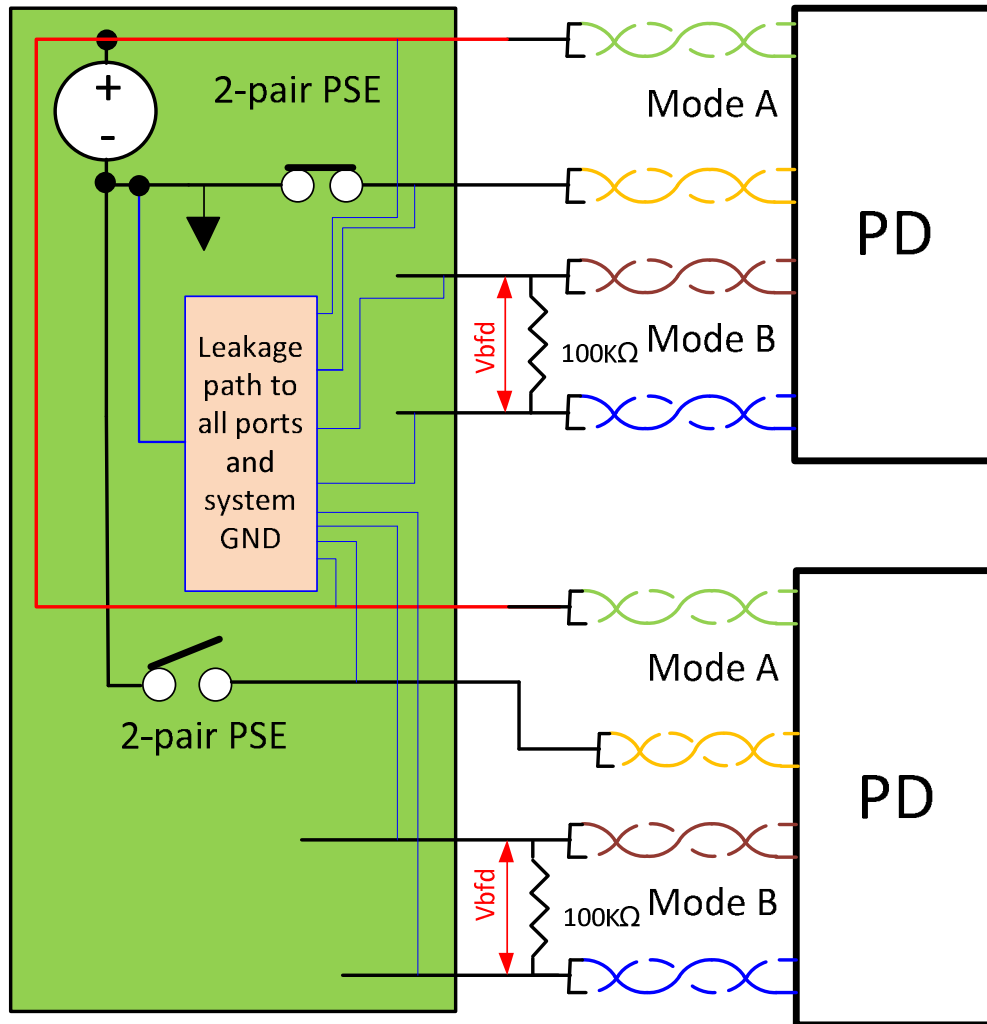 2-pair PSE
+
-
Mode A
PD
Leakage
path to
all ports
and
system
GND
Vbfd
100KΩ
Mode B
Mode A
2-pair PSE
PD
Vbfd
100KΩ
Mode B